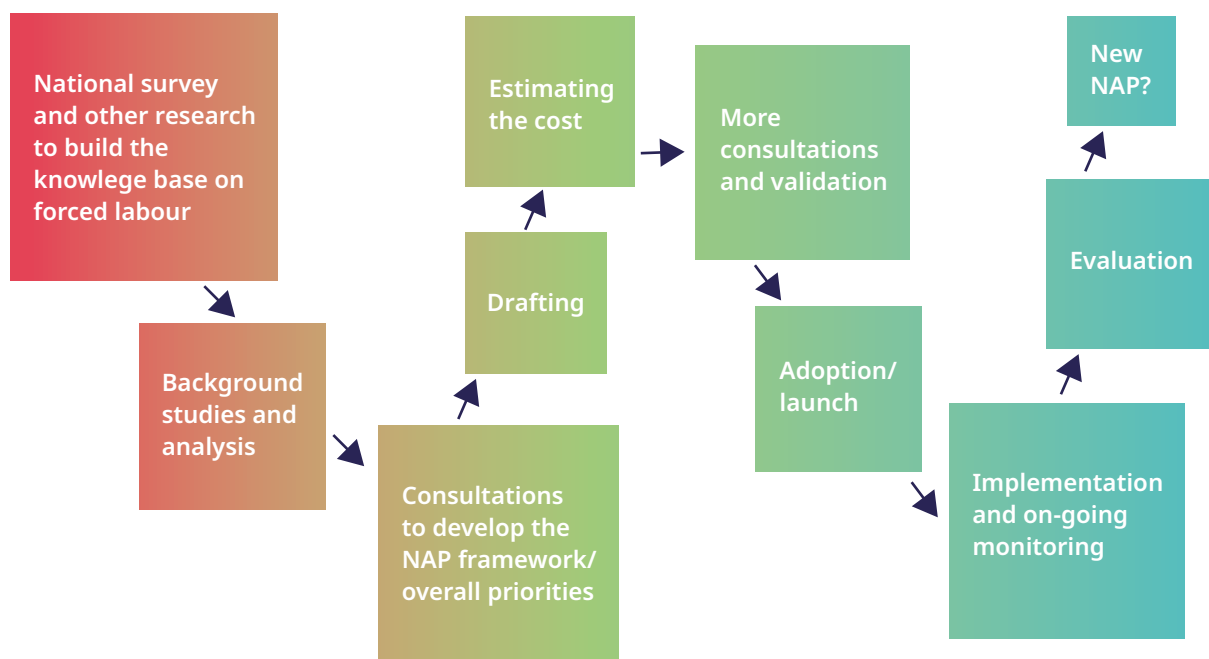 National survey
and other research
to build the
knowlege base on
forced labour
Background
studies and
analysis
Consultations
to develop the
NAP framework/
overall priorities
Drafting
Estimating
the cost
More
consultations
and validation
Adoption/
launch
Implementation
and on-going
monitoring
Evaluation
New
NAP?